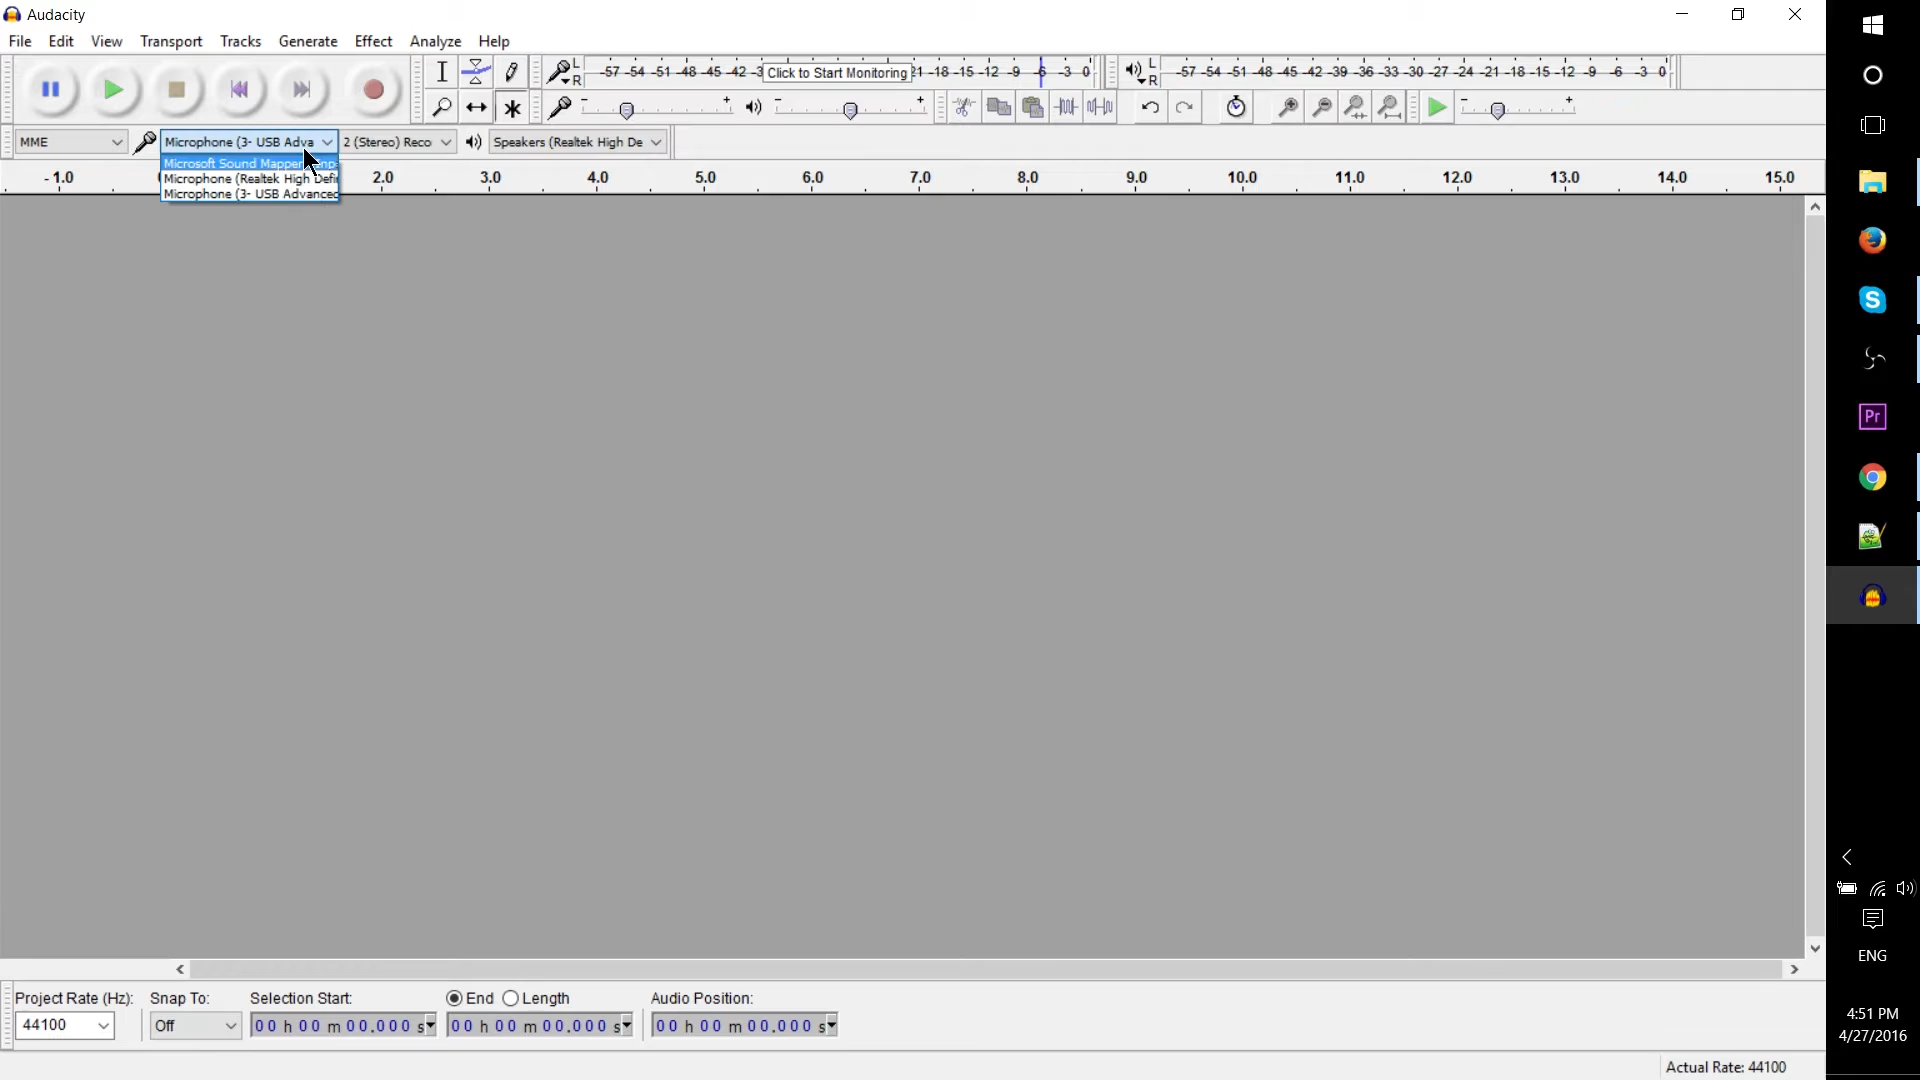 Audacity
File Edit View Transport Tracks Generate Effect Analyze Help
L R -57 -54 -51 -48 -45 -42 -3 Click to Start Monitoring 21 -18 -15 -12 -9 -6 -3 0
L R -57 -54 -51 -48 -45 -42 -39 -36 -33 -30 -27 -24 -21 -18 -15 -12 -9 -6 -3 0
- + - + - +
MME Microphone (3- USB Adva 2 (Stereo) Reco Speakers (Realtek High De
Microsoft Sound Mapper
Microphone (Realtek High Defi
Microphone (3- USB Advanced
-1.0 2.0 3.0 4.0 5.0 6.0 7.0 8.0 9.0 10.0 11.0 12.0 13.0 14.0 15.0
S
Pr
ENG
4:51 PM
4/27/2016
Project Rate (Hz): Snap To: Selection Start: End Length Audio Position:
44100 Off 00 h 00 m 00.000 s 00 h 00 m 00.000 s 00 h 00 m 00.000 s
Actual Rate: 44100